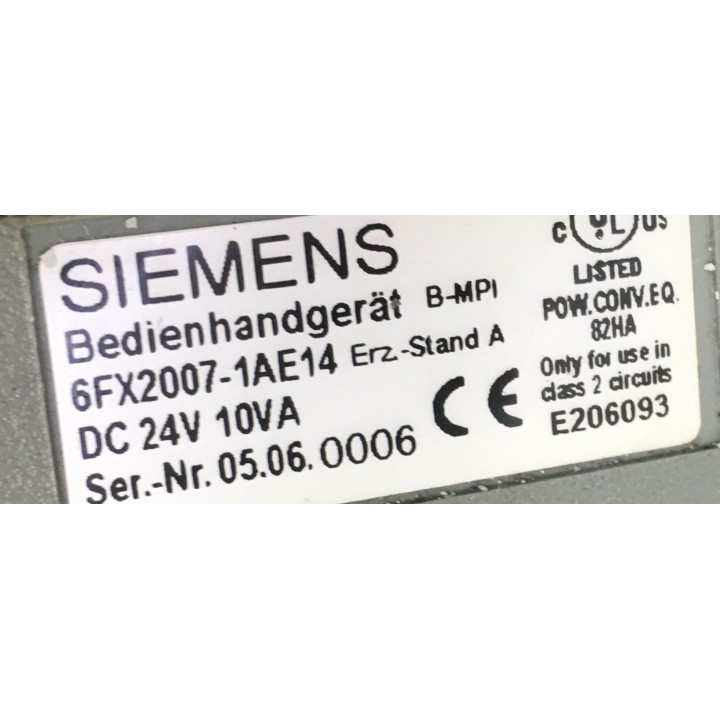 SIEMENS
Bedienhandgerät B-MPI
6FX2007-1AE14 Erz.-Stand A
DC 24V 10VA
Ser.-Nr. 05.06.0006
C UL US
LISTED
POW.CONV.EQ.
82HA
Only for use in
class 2 circuits
E206093
CE